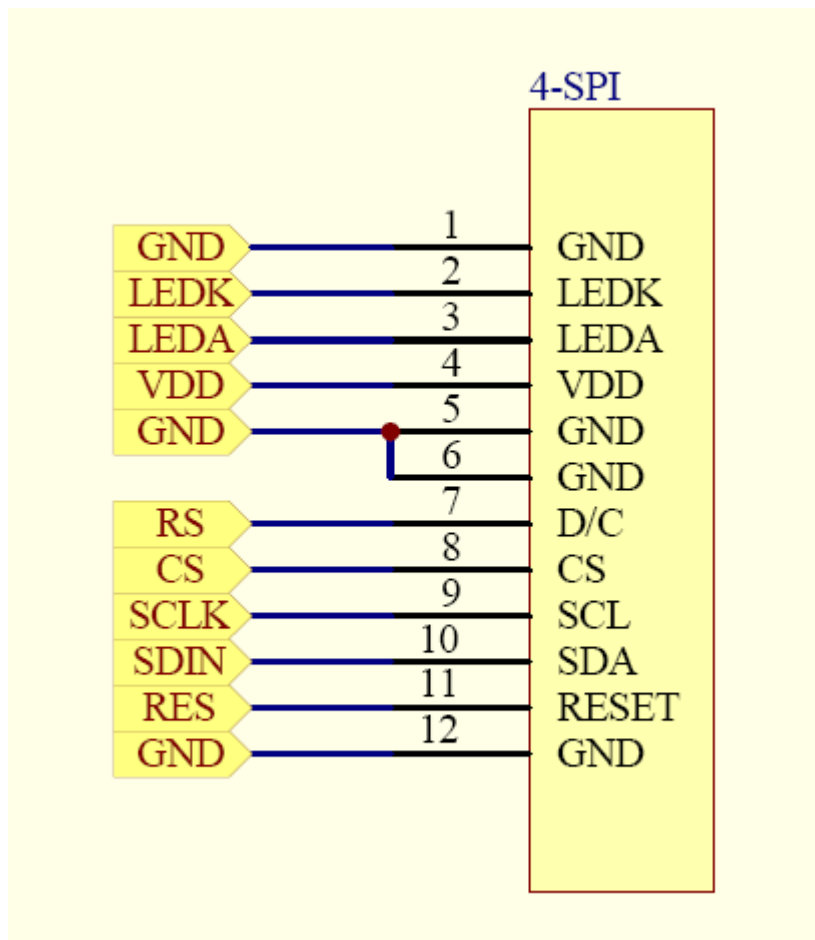 4-SPI
GND 1 GND
LEDK 2 LEDK
LEDA 3 LEDA
VDD 4 VDD
GND 5 GND
6 GND
RS 7 D/C
CS 8 CS
SCLK 9 SCL
SDIN 10 SDA
RES 11 RESET
GND 12 GND